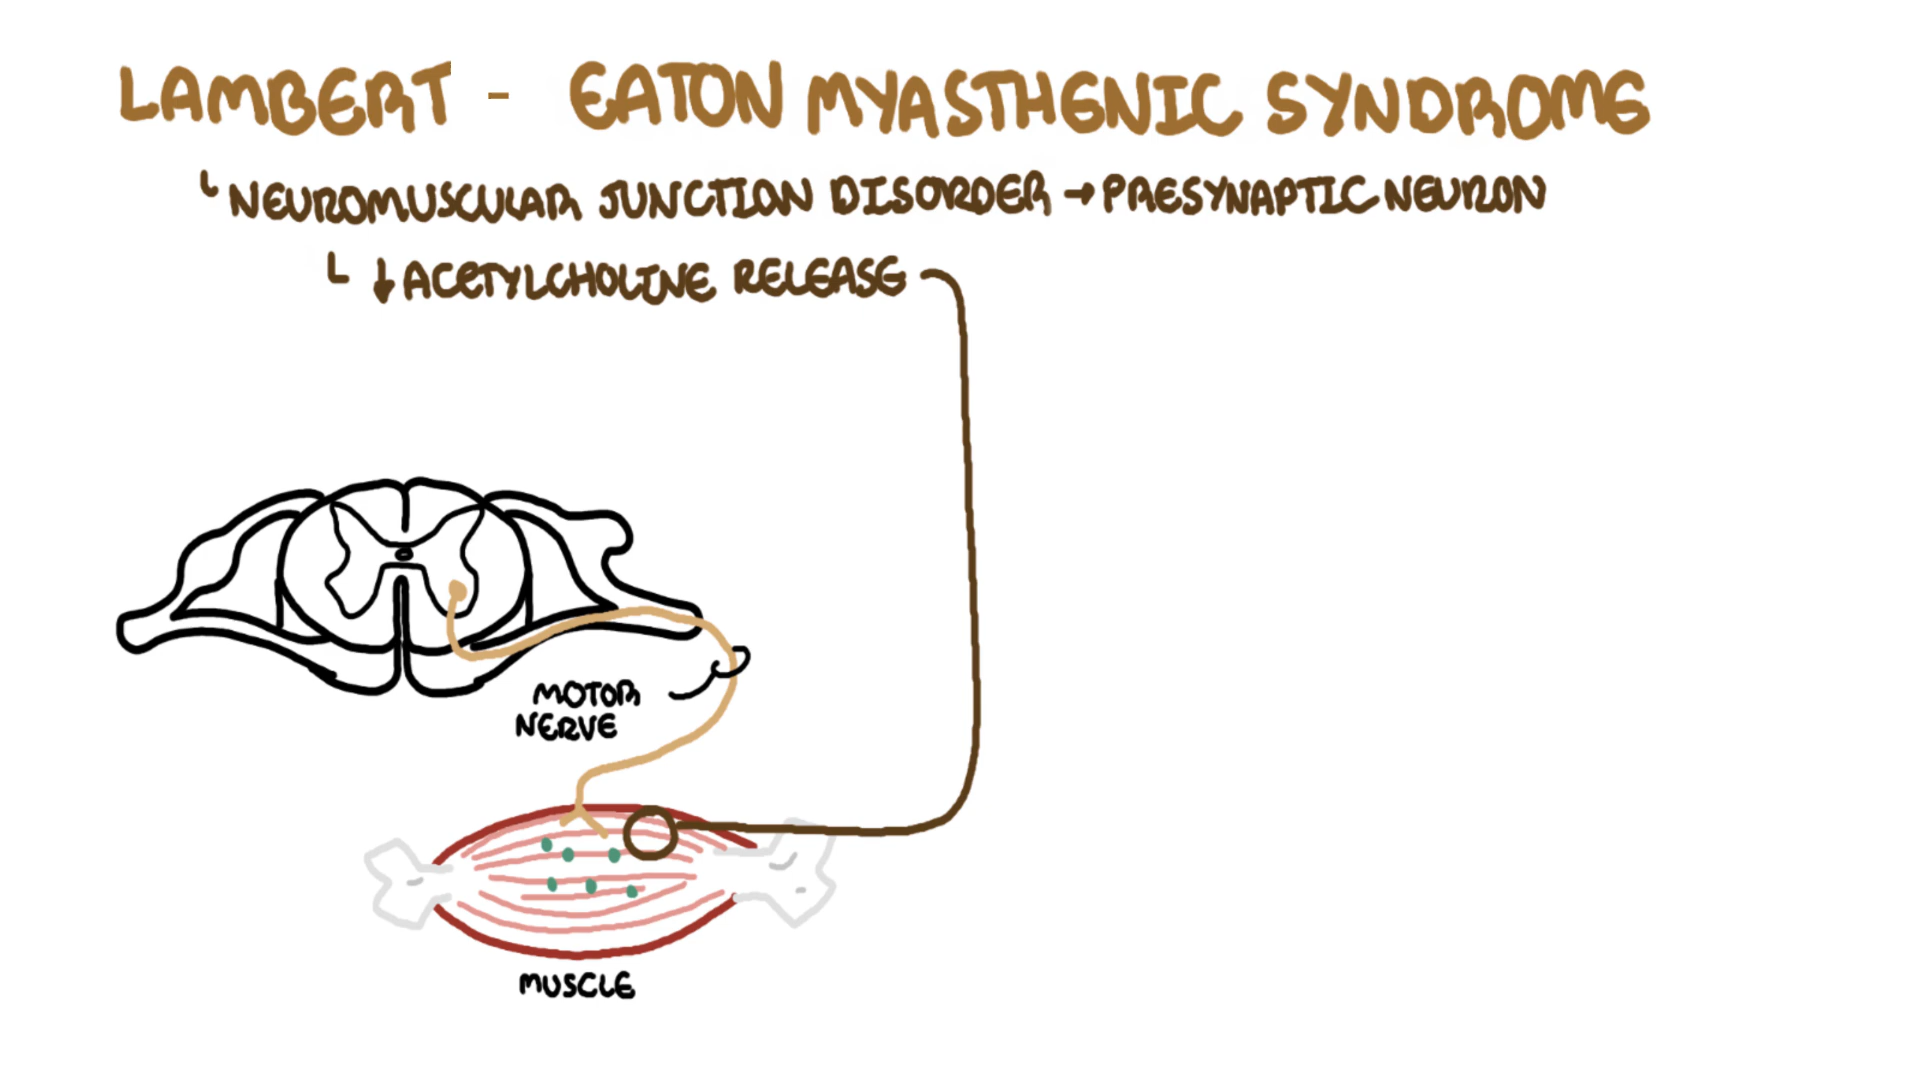 LAMBERT - EATON MYASTHENIC SYNDROME
NEUROMUSCULAR JUNCTION DISORDER → PRESYNAPTIC NEURON
↓ ACETYLCHOLINE RELEASE
MOTOR
NERVE
MUSCLE